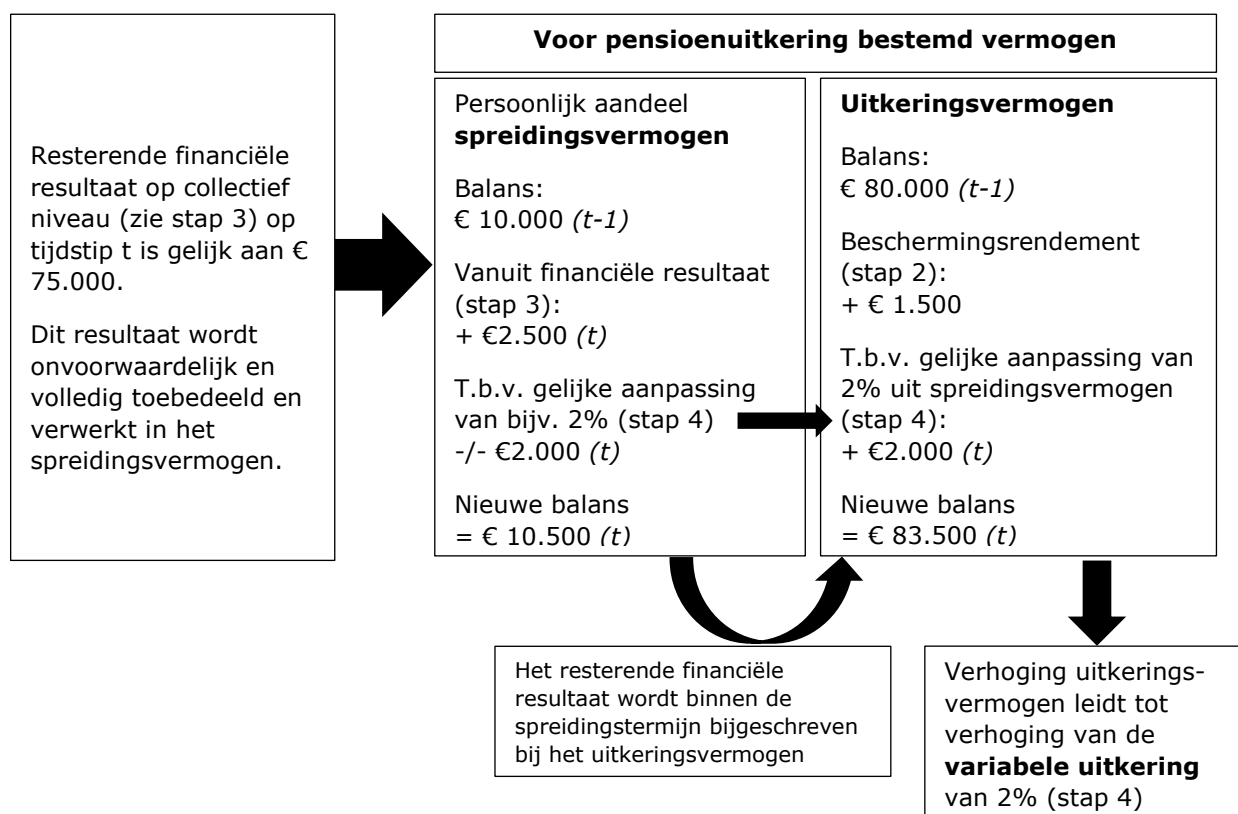 Voor pensioenuitkering bestemd vermogen
Resterende financiële
resultaat op collectief
niveau (zie stap 3) op
tijdstip t is gelijk aan €
75.000.
Dit resultaat wordt
onvoorwaardelijk en
volledig toebedeeld en
verwerkt in het
spreidingsvermogen.
Persoonlijk aandeel
spreidingsvermogen
Balans:
€ 10.000 (t-1)
Vanuit financiële resultaat
(stap 3):
+ €2.500 (t)
T.b.v. gelijke aanpassing
van bijv. 2% (stap 4)
-/- €2.000 (t)
Nieuwe balans
= € 10.500 (t)
Uitkeringsvermogen
Balans:
€ 80.000 (t-1)
Beschermingsrendement
(stap 2):
+ € 1.500
T.b.v. gelijke aanpassing van
2% uit spreidingsvermogen
(stap 4):
+ €2.000 (t)
Nieuwe balans
= € 83.500 (t)
Het resterende financiële
resultaat wordt binnen de
spreidingstermijn bijgeschreven
bij het uitkeringsvermogen
Verhoging uitkerings-
vermogen leidt tot
verhoging van de
variabele uitkering
van 2% (stap 4)